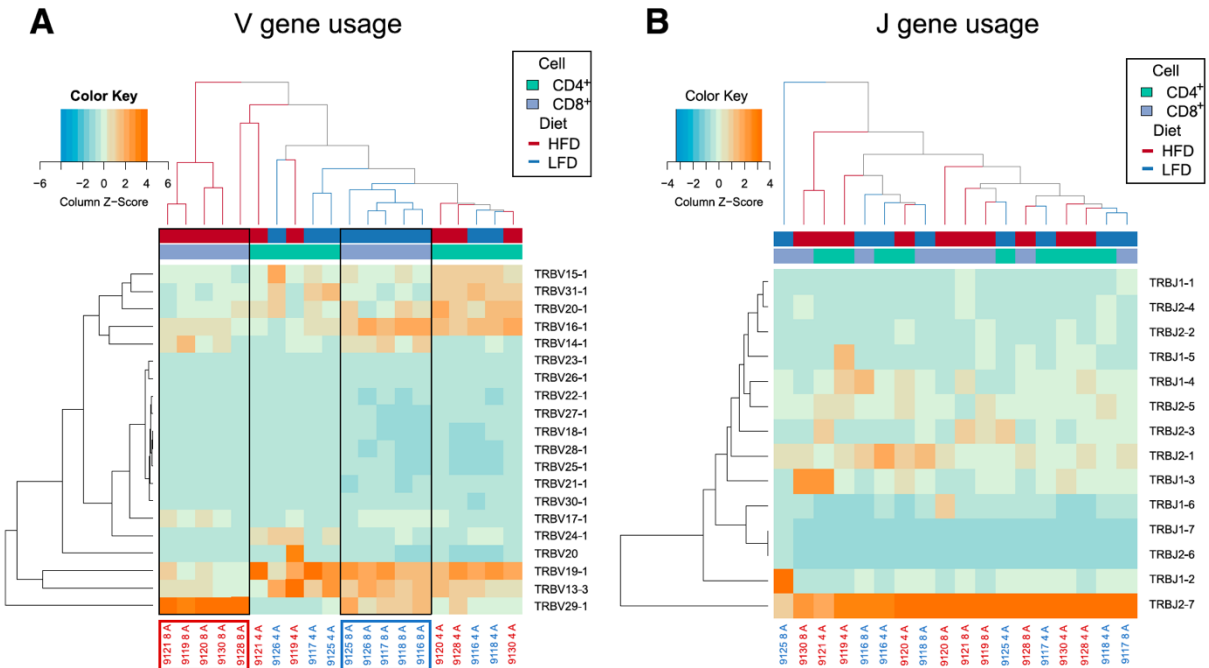 A
V gene usage
Color Key
−6 −2 0 2 4 6
Column Z−Score
Cell
CD4+
CD8+
Diet
HFD
LFD
TRBV15-1
TRBV31-1
TRBV20-1
TRBV16-1
TRBV14-1
TRBV23-1
TRBV26-1
TRBV22-1
TRBV27-1
TRBV18-1
TRBV28-1
TRBV25-1
TRBV21-1
TRBV30-1
TRBV17-1
TRBV24-1
TRBV20
TRBV19-1
TRBV13-3
TRBV29-1
9121 8 A
9119 8 A
9120 8 A
9130 8 A
9128 8 A
9121 4 A
9126 4 A
9119 4 A
9117 4 A
9125 4 A
9125 8 A
9126 8 A
9117 8 A
9118 8 A
9116 8 A
9120 4 A
9128 4 A
9116 4 A
9118 4 A
9130 4 A
B
J gene usage
Color Key
−4 −2 0 2 4
Column Z−Score
Cell
CD4+
CD8+
Diet
HFD
LFD
TRBJ1-1
TRBJ2-4
TRBJ2-2
TRBJ1-5
TRBJ1-4
TRBJ2-5
TRBJ2-3
TRBJ2-1
TRBJ1-3
TRBJ1-6
TRBJ1-7
TRBJ2-6
TRBJ1-2
TRBJ2-7
9125 8 A
9130 8 A
9121 4 A
9119 4 A
9116 8 A
9116 4 A
9120 4 A
9118 8 A
9120 8 A
9121 8 A
9119 8 A
9125 4 A
9128 8 A
9117 4 A
9130 4 A
9128 4 A
9118 4 A
9117 8 A